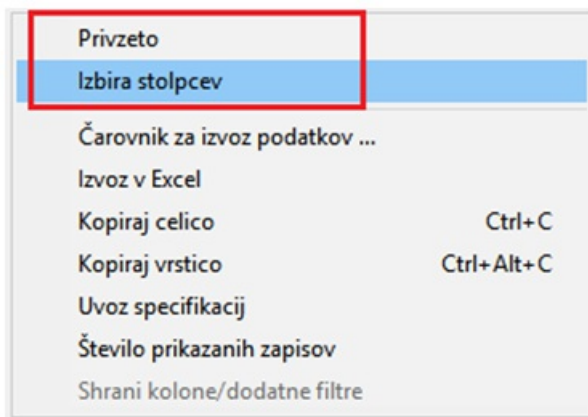 Privzeto
Izbira stolpcev
Čarovnik za izvoz podatkov ...
Izvoz v Excel
Kopiraj celico Ctrl+C
Kopiraj vrstico Ctrl+Alt+C
Uvoz specifikacij
Število prikazanih zapisov
Shrani kolone/dodatne filtre